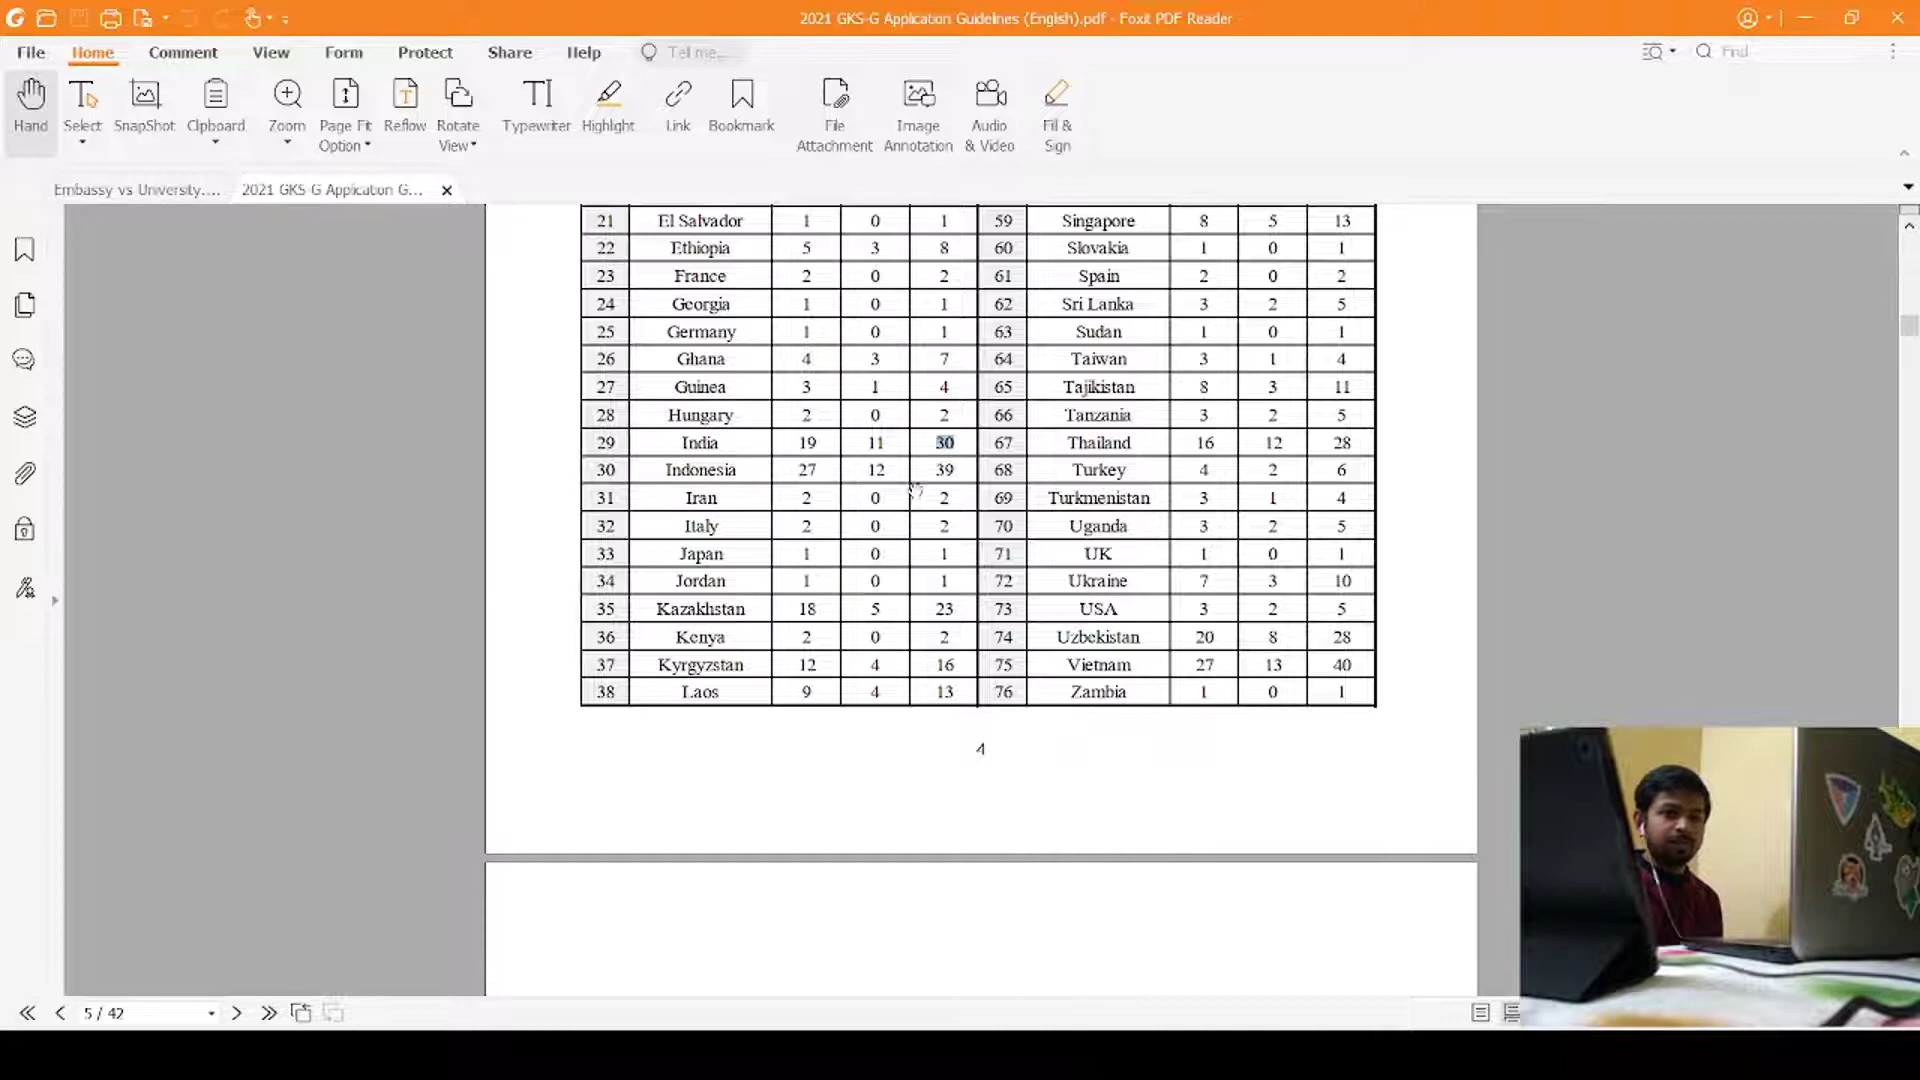 2021 GKS-G Application Guidelines (English).pdf - Foxit PDF Reader
File Home Comment View Form Protect Share Help Tell me... Find
Hand Select SnapShot Clipboard Zoom Page Fit Option Reflow Rotate View Typewriter Highlight Link Bookmark File Attachment Image Annotation Audio & Video Fill & Sign
Embassy vs University.... 2021 GKS-G Application G...
21 El Salvador 1 0 1 59 Singapore 8 5 13
22 Ethiopia 5 3 8 60 Slovakia 1 0 1
23 France 2 0 2 61 Spain 2 0 2
24 Georgia 1 0 1 62 Sri Lanka 3 2 5
25 Germany 1 0 1 63 Sudan 1 0 1
26 Ghana 4 3 7 64 Taiwan 3 1 4
27 Guinea 3 1 4 65 Tajikistan 8 3 11
28 Hungary 2 0 2 66 Tanzania 3 2 5
29 India 19 11 30 67 Thailand 16 12 28
30 Indonesia 27 12 39 68 Turkey 4 2 6
31 Iran 2 0 2 69 Turkmenistan 3 1 4
32 Italy 2 0 2 70 Uganda 3 2 5
33 Japan 1 0 1 71 UK 1 0 1
34 Jordan 1 0 1 72 Ukraine 7 3 10
35 Kazakhstan 18 5 23 73 USA 3 2 5
36 Kenya 2 0 2 74 Uzbekistan 20 8 28
37 Kyrgyzstan 12 4 16 75 Vietnam 27 13 40
38 Laos 9 4 13 76 Zambia 1 0 1
4
5 / 42